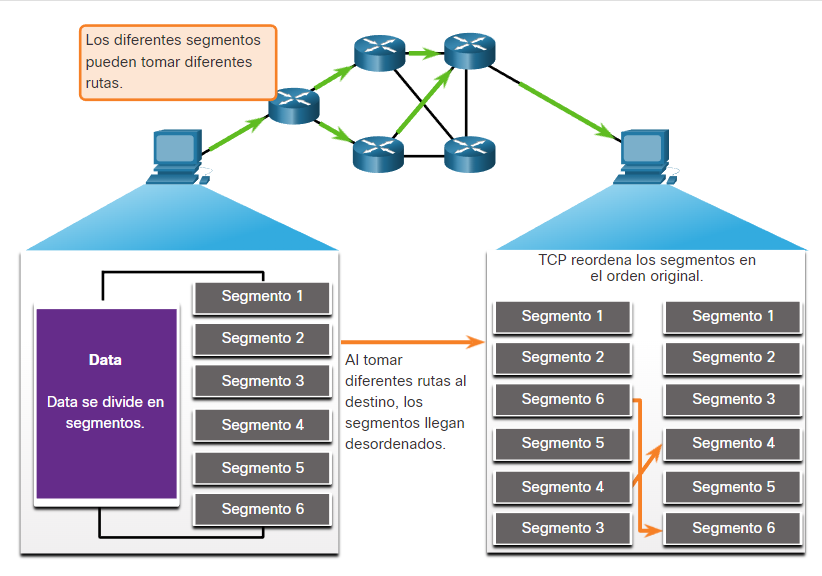 Los diferentes segmentos
pueden tomar diferentes
rutas.
Data
Data se divide en
segmentos.
Segmento 1
Segmento 2
Segmento 3
Segmento 4
Segmento 5
Segmento 6
Al tomar
diferentes rutas al
destino, los
segmentos llegan
desordenados.
TCP reordena los segmentos en
el orden original.
Segmento 1
Segmento 2
Segmento 6
Segmento 5
Segmento 4
Segmento 3
Segmento 1
Segmento 2
Segmento 3
Segmento 4
Segmento 5
Segmento 6